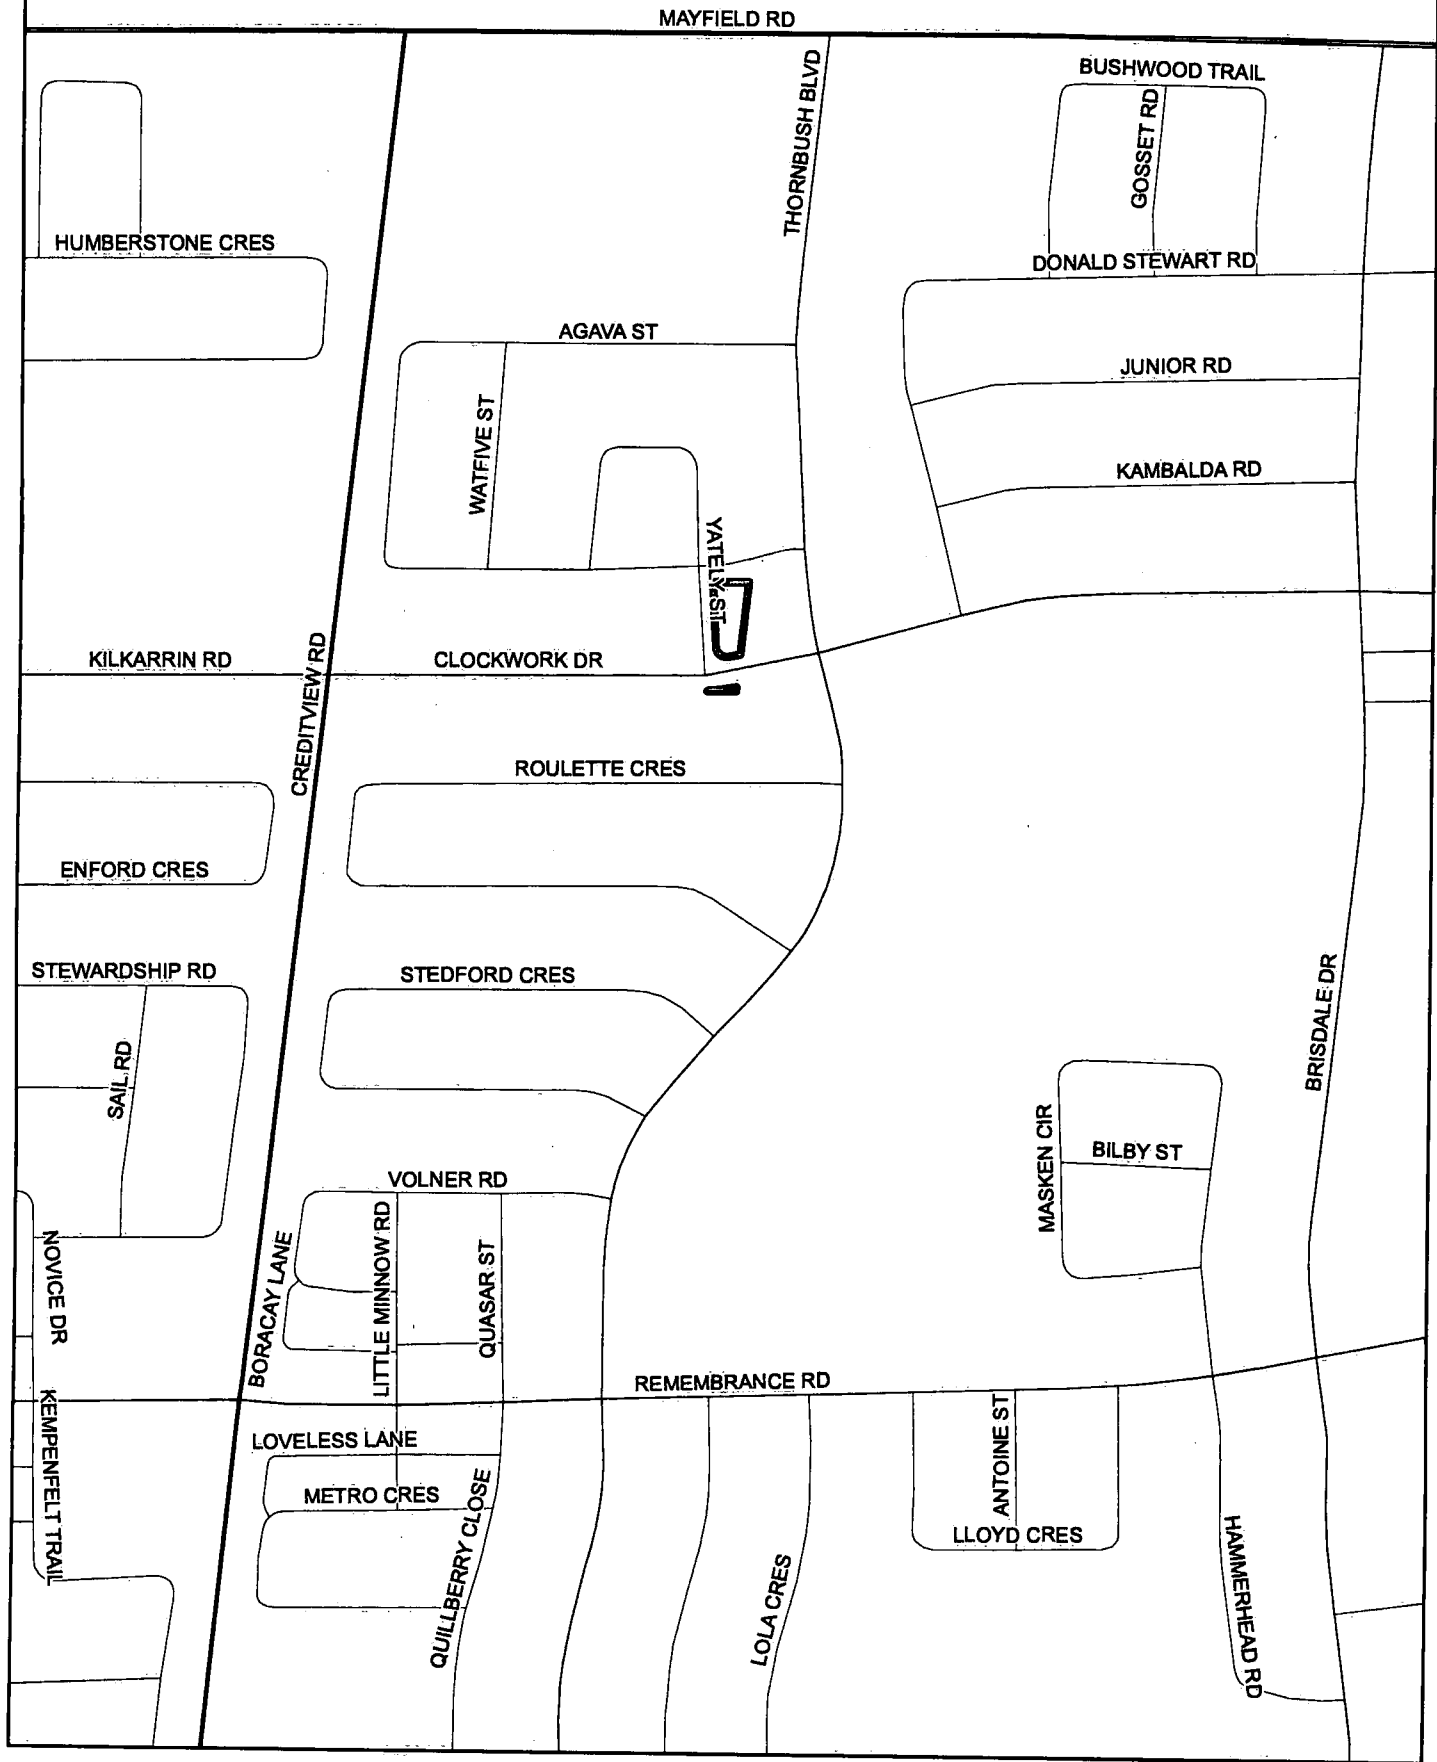 MAYFIELD RD
THORNBUSH BLVD
BUSHWOOD TRAIL
GOSSET RD
HUMBERSTONE CRES
DONALD STEWART RD
AGAVA ST
JUNIOR RD
WATFIVE ST
KAMBALDA RD
YATELY ST
KILKARRIN RD
CREDITVIEW RD
CLOCKWORK DR
ROULETTE CRES
ENFORD CRES
STEWARDSHIP RD
STEDFORD CRES
BRISDALE DR
SAIL RD
MASKEN CIR
BILBY ST
VOLNER RD
NOVICE DR
BORACAY LANE
LITTLE MINNOW RD
QUASAR ST
REMEMBRANCE RD
KEMPENFELT TRAIL
LOVELESS LANE
METRO CRES
QUILLBERRY CLOSE
LOLA CRES
ANTOINE ST
LLOYD CRES
HAMMERHEAD RD